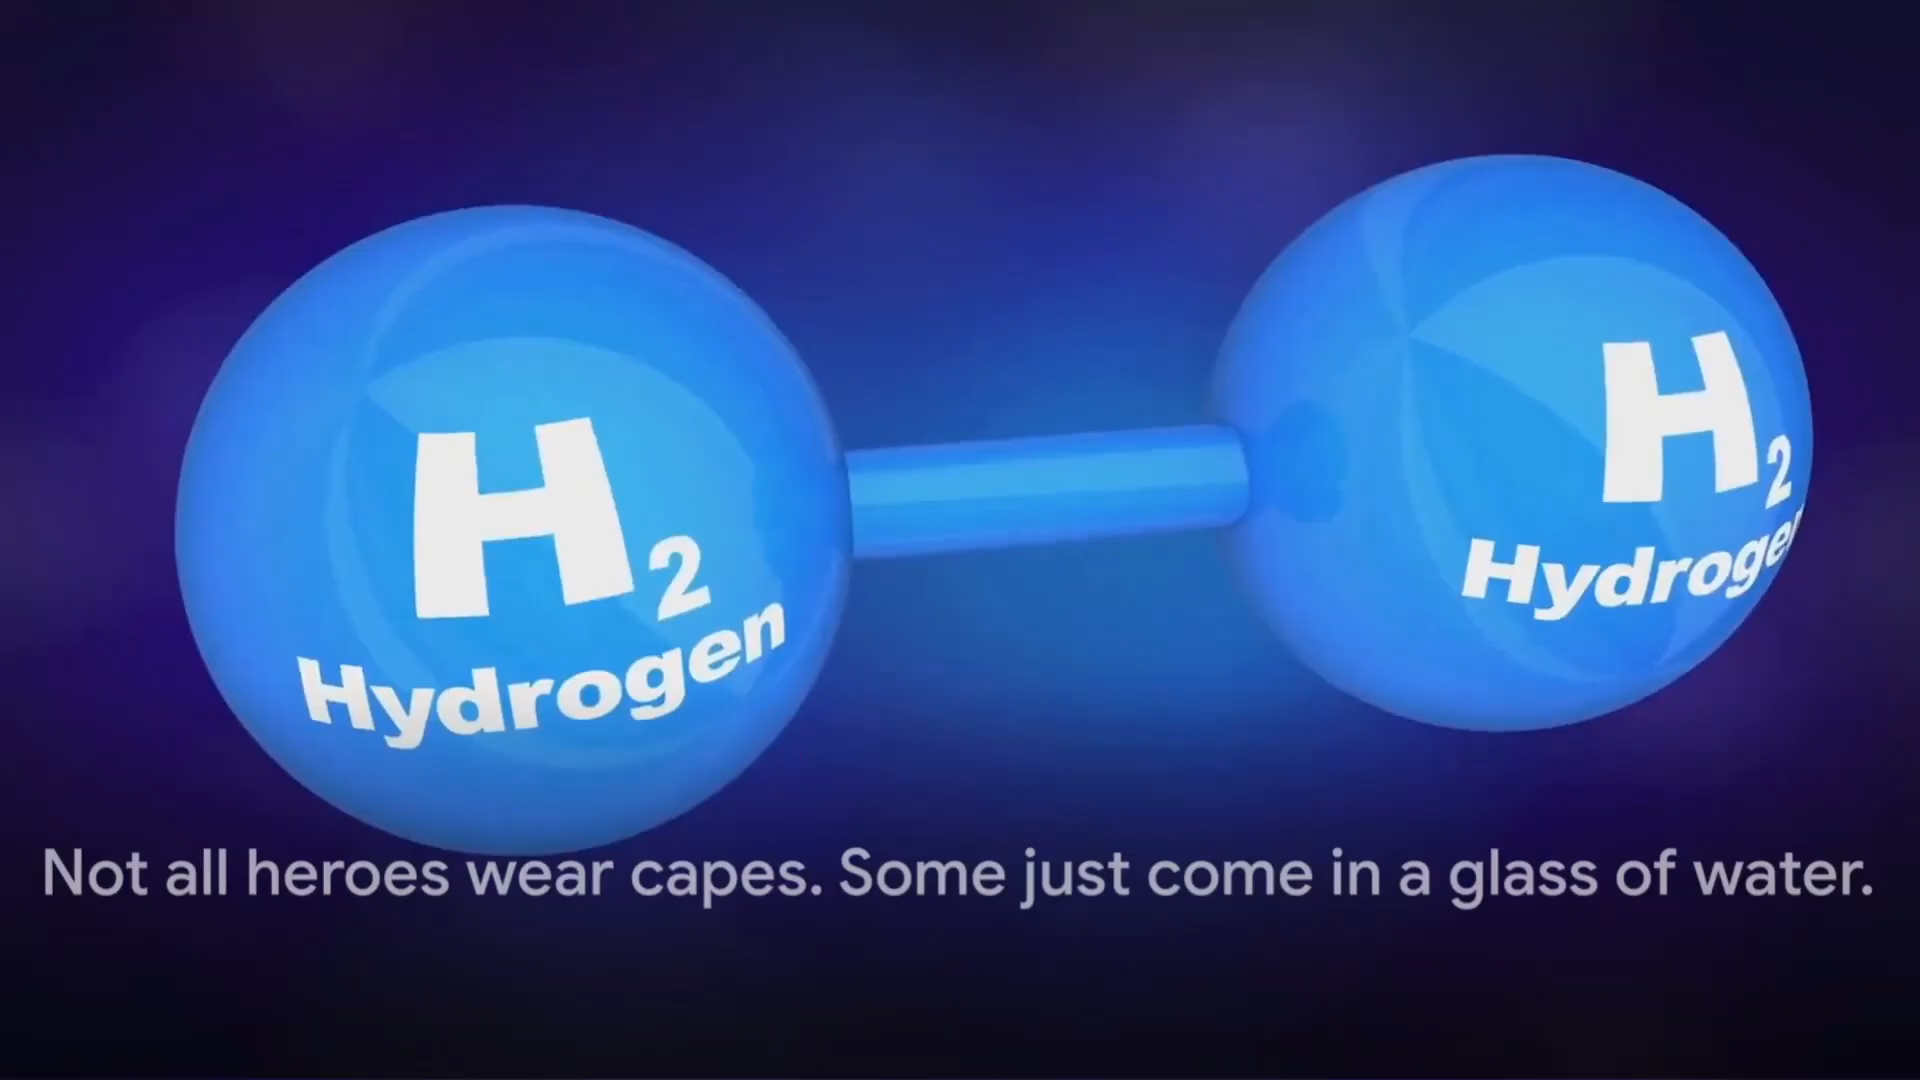 H2
Hydrogen
H2
Hydroge
Not all heroes wear capes. Some just come in a glass of water.